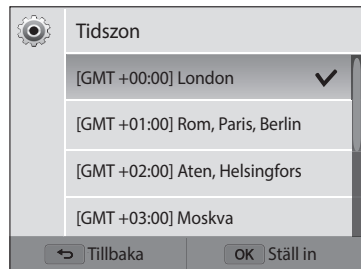 Tidszon
[GMT +00:00] London
[GMT +01:00] Rom, Paris, Berlin
[GMT +02:00] Aten, Helsingfors
[GMT +03:00] Moskva
Tillbaka OK Ställ in